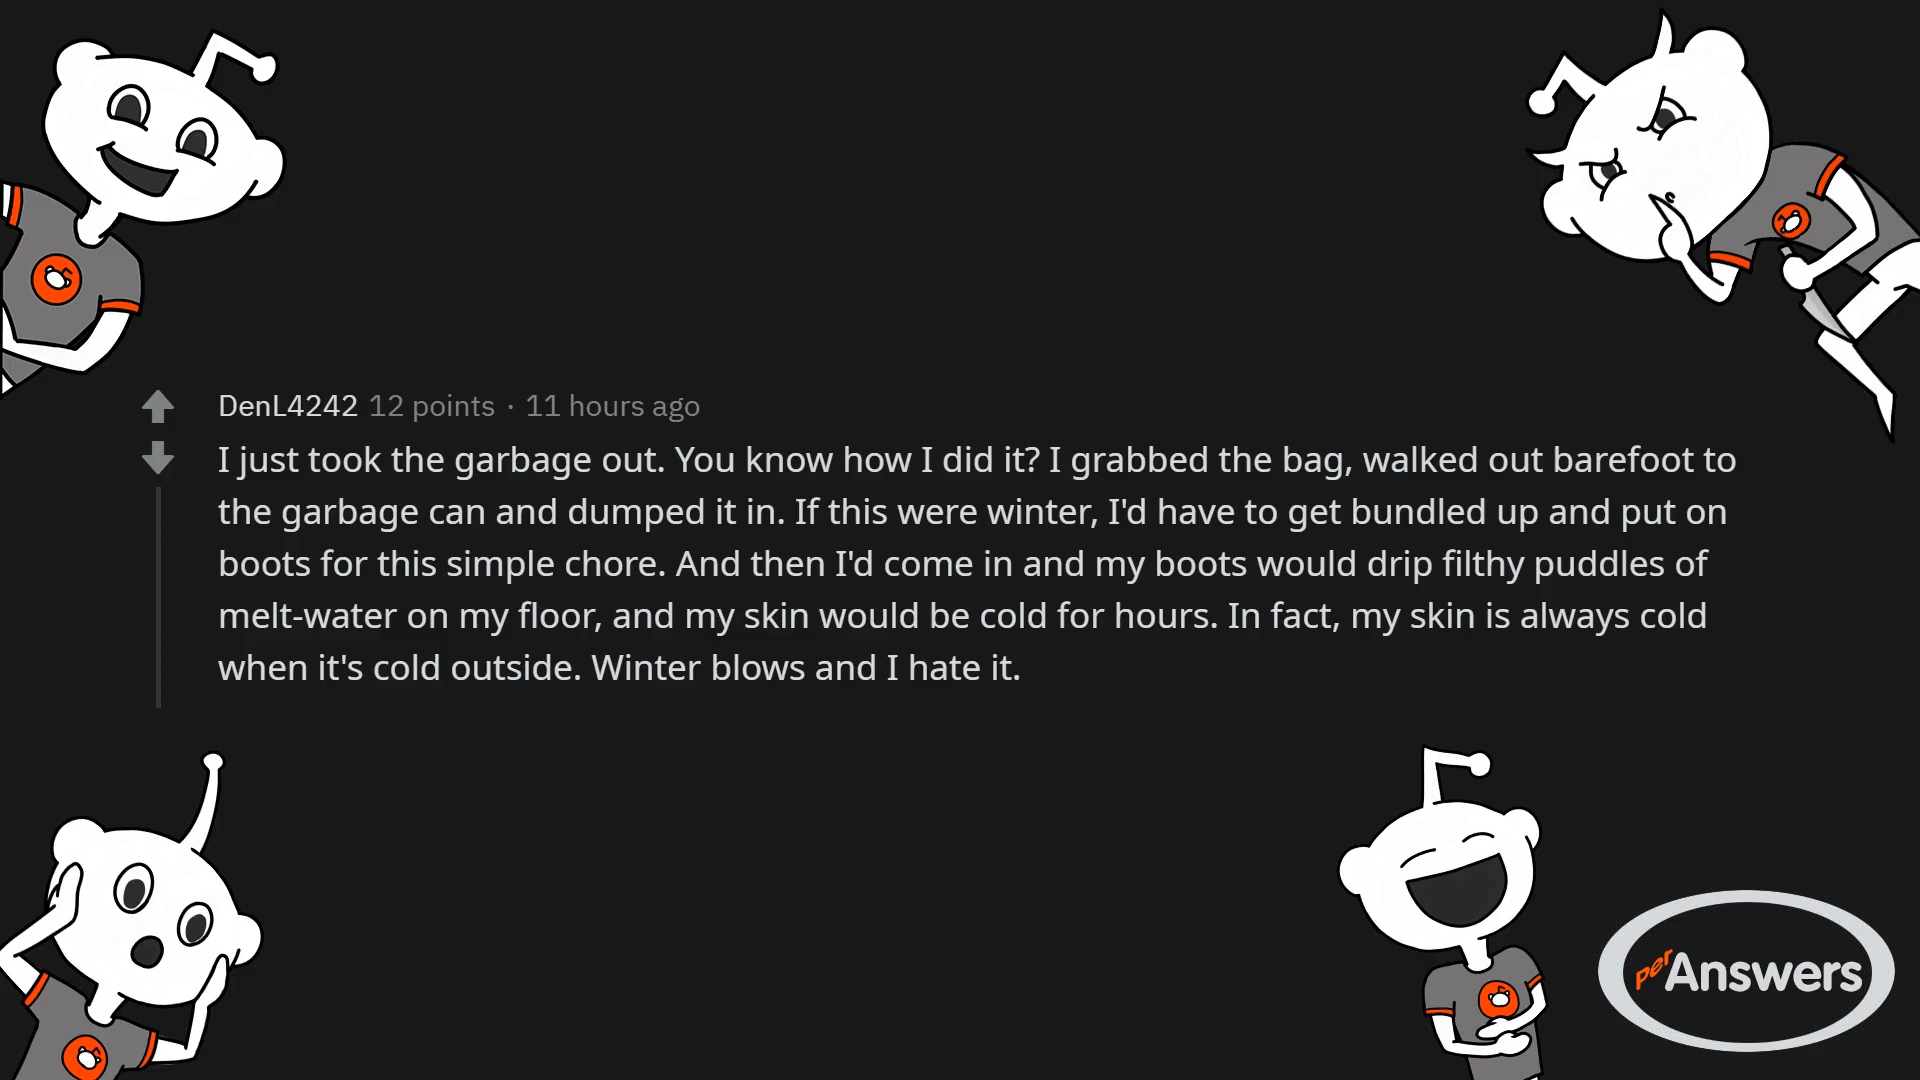 DenL4242 12 points · 11 hours ago
I just took the garbage out. You know how I did it? I grabbed the bag, walked out barefoot to
the garbage can and dumped it in. If this were winter, I'd have to get bundled up and put on
boots for this simple chore. And then I'd come in and my boots would drip filthy puddles of
melt-water on my floor, and my skin would be cold for hours. In fact, my skin is always cold
when it's cold outside. Winter blows and I hate it.
perAnswers